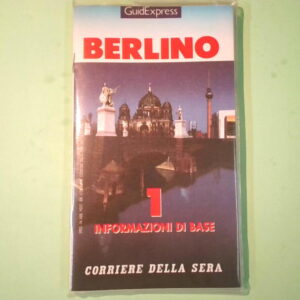 GuidExpress
BERLINO
1
INFORMAZIONI DI BASE
CORRIERE DELLA SERA